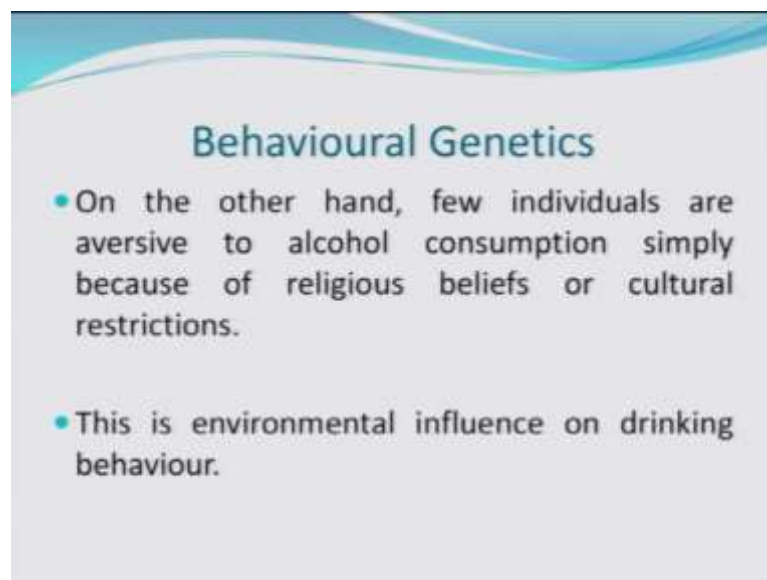 Behavioural Genetics
• On the other hand, few individuals are
aversive to alcohol consumption simply
because of religious beliefs or cultural
restrictions.
• This is environmental influence on drinking
behaviour.